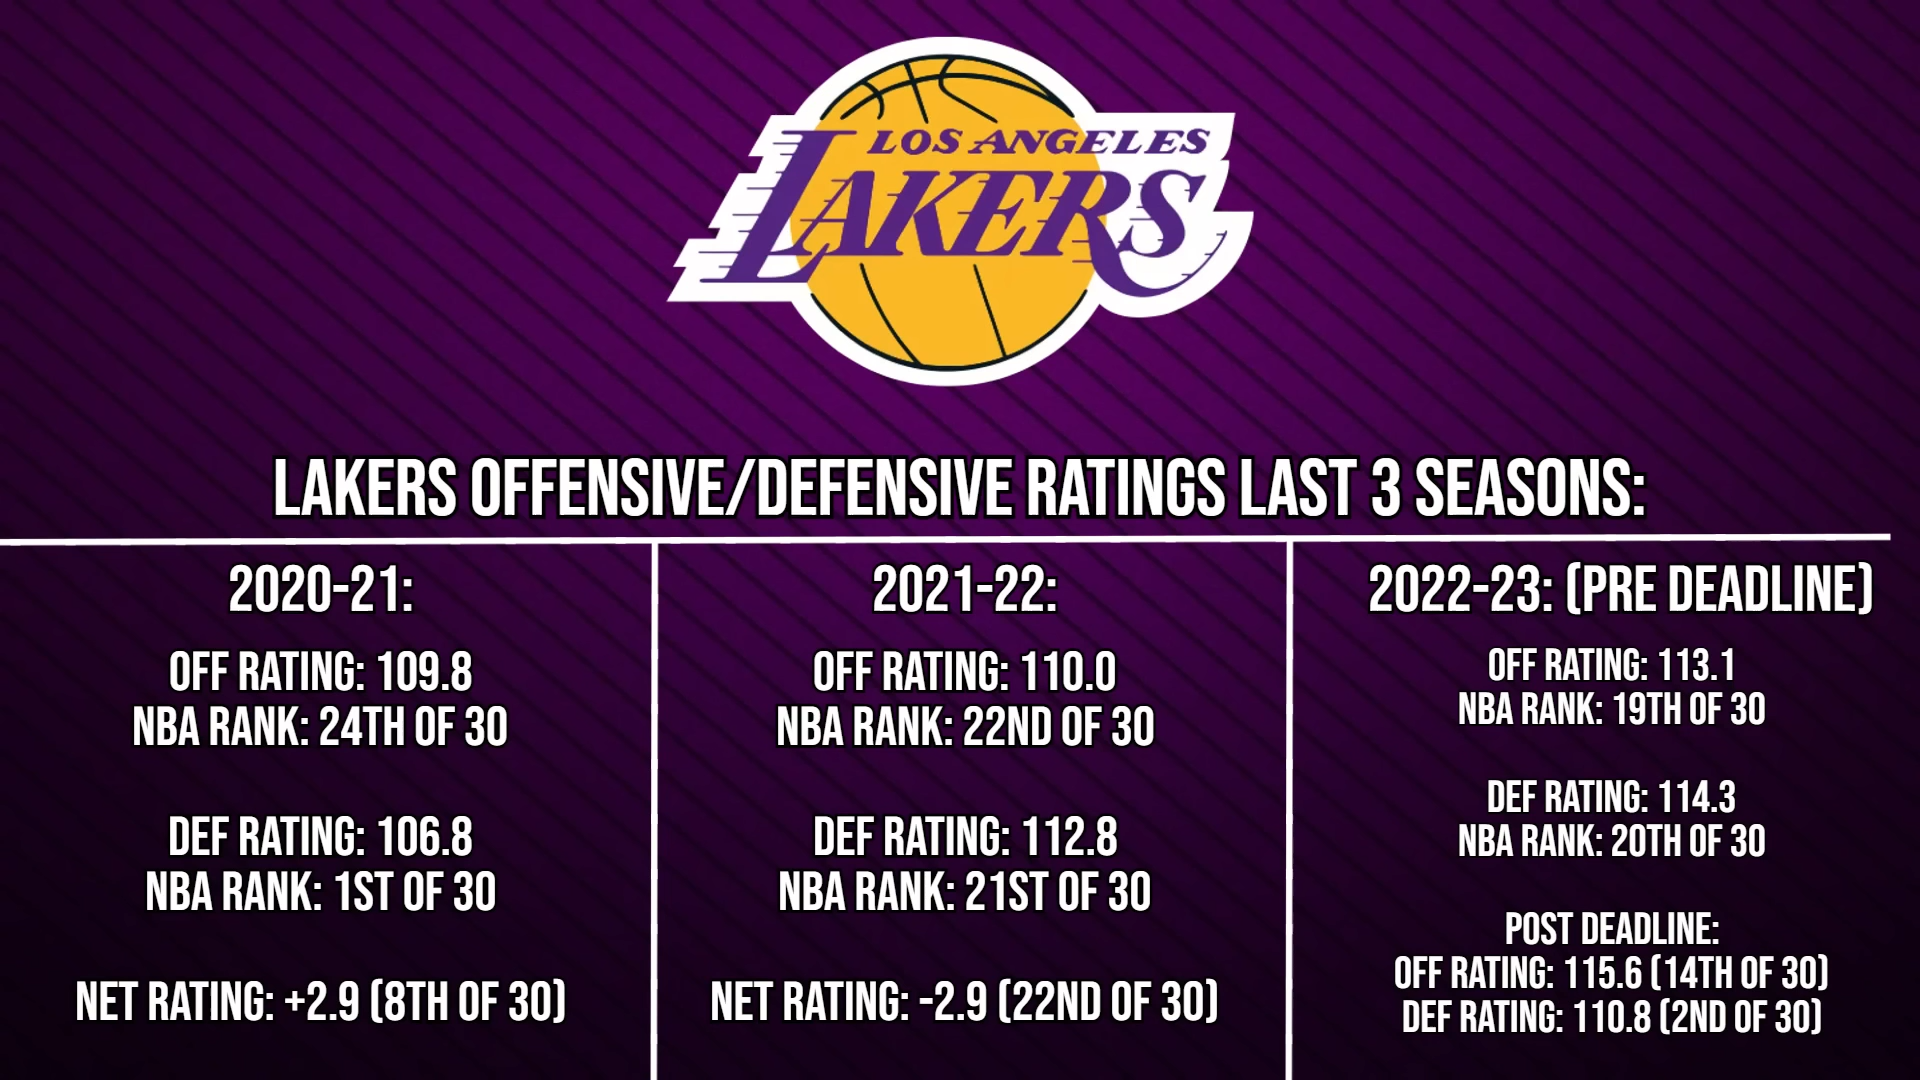 LOS ANGELES
LAKERS
LAKERS OFFENSIVE/DEFENSIVE RATINGS LAST 3 SEASONS:
2020-21:
OFF RATING: 109.8
NBA RANK: 24TH OF 30
DEF RATING: 106.8
NBA RANK: 1ST OF 30
NET RATING: +2.9 (8TH OF 30)
2021-22:
OFF RATING: 110.0
NBA RANK: 22ND OF 30
DEF RATING: 112.8
NBA RANK: 21ST OF 30
NET RATING: -2.9 (22ND OF 30)
2022-23: (PRE DEADLINE)
OFF RATING: 113.1
NBA RANK: 19TH OF 30
DEF RATING: 114.3
NBA RANK: 20TH OF 30
POST DEADLINE:
OFF RATING: 115.6 (14TH OF 30)
DEF RATING: 110.8 (2ND OF 30)